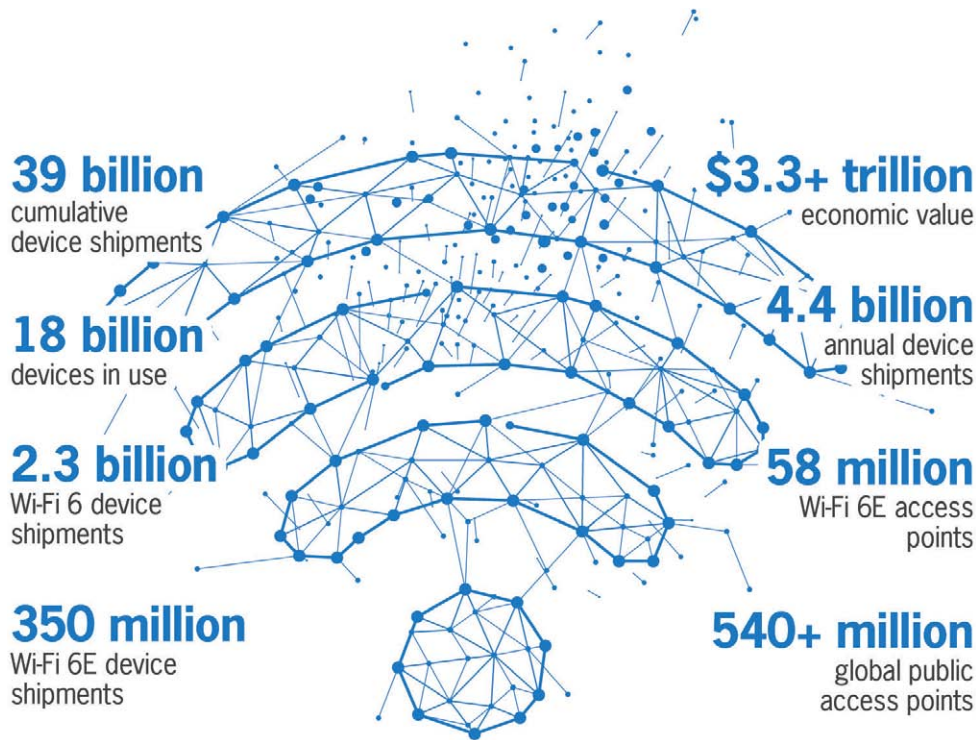 39 billion
cumulative
device shipments
18 billion
devices in use
2.3 billion
Wi-Fi 6 device
shipments
350 million
Wi-Fi 6E device
shipments
$3.3+ trillion
economic value
4.4 billion
annual device
shipments
58 million
Wi-Fi 6E access
points
540+ million
global public
access points